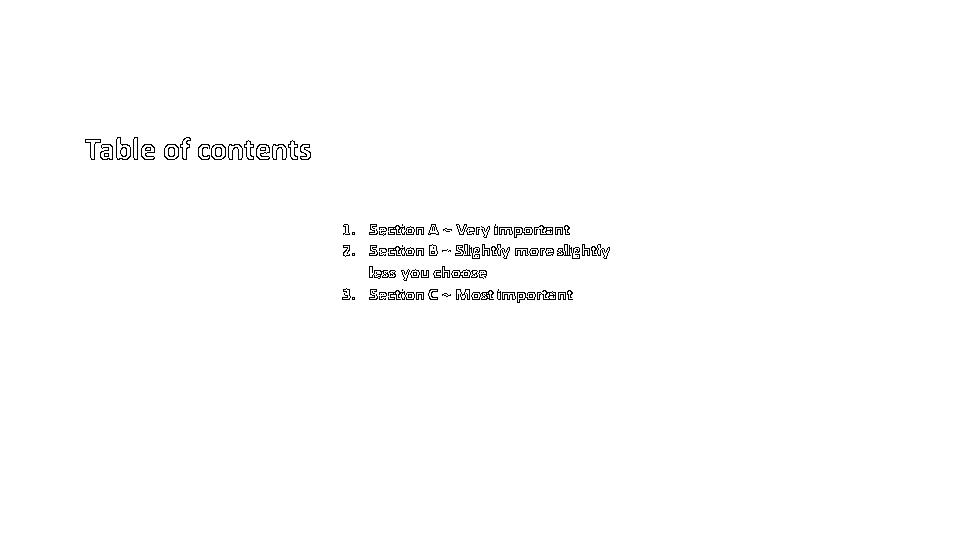 Table of contents
1. Section A ~ Very important
2. Section B ~ Slightly more slightly
less you choose
3. Section C ~ Most important